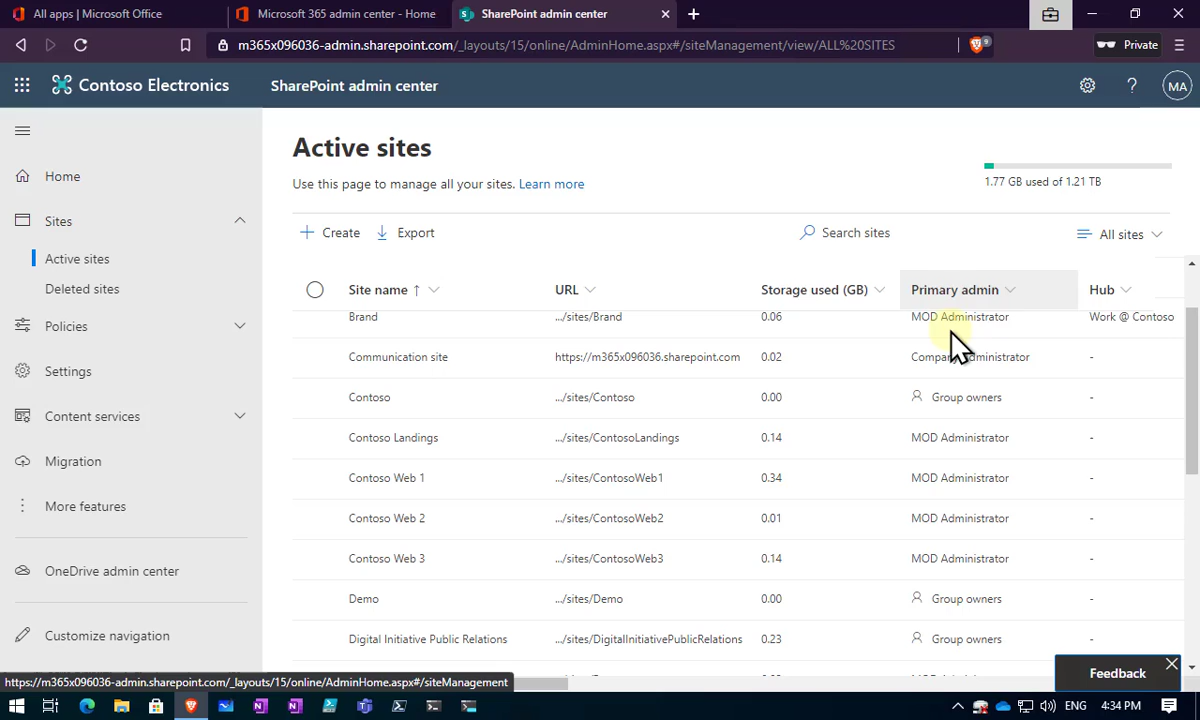 All apps | Microsoft Office
Microsoft 365 admin center - Home
SharePoint admin center
m365x096036-admin.sharepoint.com/_layouts/15/online/AdminHome.aspx#/siteManagement/view/ALL%20SITES
9
Private
Contoso Electronics
SharePoint admin center
MA
Home
Sites
Active sites
Deleted sites
Policies
Settings
Content services
Migration
More features
OneDrive admin center
Customize navigation
Active sites
Use this page to manage all your sites. Learn more
1.77 GB used of 1.21 TB
Create Export Search sites All sites
Site name ↑ URL Storage used (GB) Primary admin Hub
Brand .../sites/Brand 0.06 MOD Administrator Work @ Contoso
Communication site https://m365x096036.sharepoint.com 0.02 Company Administrator -
Contoso .../sites/Contoso 0.00 Group owners -
Contoso Landings .../sites/ContosoLandings 0.14 MOD Administrator -
Contoso Web 1 .../sites/ContosoWeb1 0.34 MOD Administrator -
Contoso Web 2 .../sites/ContosoWeb2 0.01 MOD Administrator -
Contoso Web 3 .../sites/ContosoWeb3 0.14 MOD Administrator -
Demo .../sites/Demo 0.00 Group owners -
Digital Initiative Public Relations .../sites/DigitalInitiativePublicRelations 0.23 Group owners -
Feedback
https://m365x096036-admin.sharepoint.com/_layouts/15/online/AdminHome.aspx#/siteManagement
ENG 4:34 PM